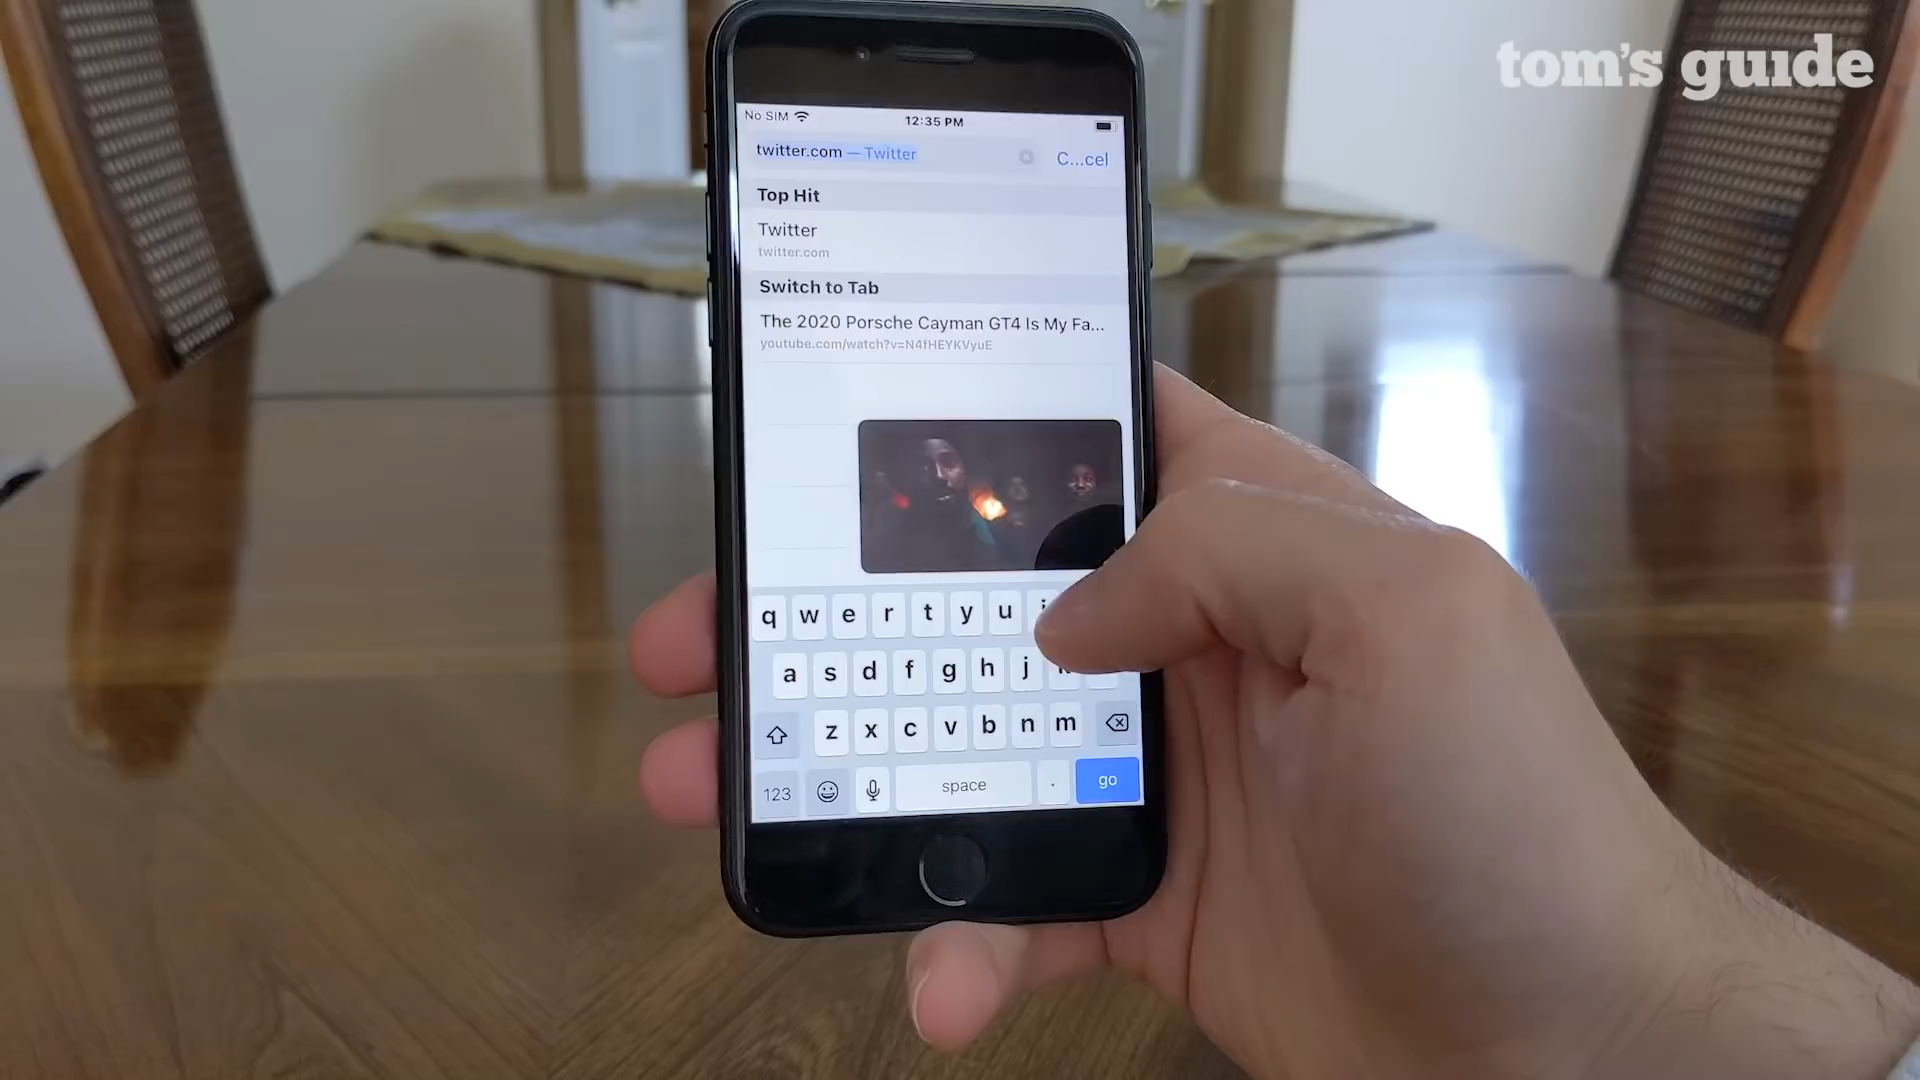 tom's guide
No SIM
12:35 PM
twitter.com — Twitter
C...cel
Top Hit
Twitter
twitter.com
Switch to Tab
The 2020 Porsche Cayman GT4 Is My Fa...
youtube.com/watch?v=N4fHEYKVyuE
q w e r t y u i
a s d f g h j k
z x c v b n m
123 space . go